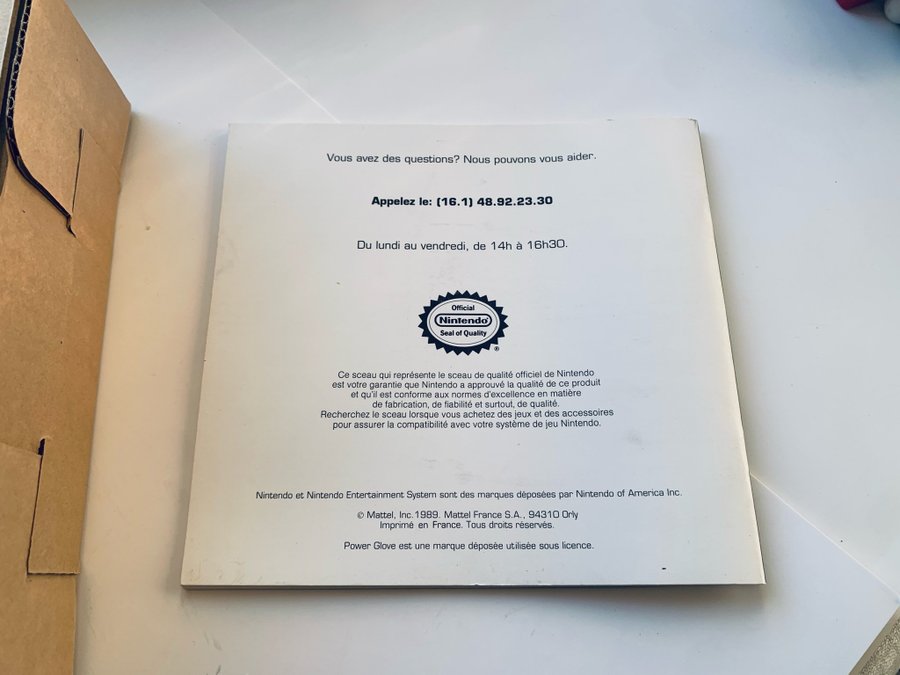 Vous avez des questions? Nous pouvons vous aider.
Appelez le: (16.1) 48.92.23.30
Du lundi au vendredi, de 14h à 16h30.
Official
Nintendo
Seal of Quality
®
Ce sceau qui représente le sceau de qualité officiel de Nintendo
est votre garantie que Nintendo a approuvé la qualité de ce produit
et qu'il est conforme aux normes d'excellence en matière
de fabrication, de fiabilité et surtout, de qualité.
Recherchez le sceau lorsque vous achetez des jeux et des accessoires
pour assurer la compatibilité avec votre système de jeu Nintendo.
Nintendo et Nintendo Entertainment System sont des marques déposées par Nintendo of America Inc.
© Mattel, Inc.1989. Mattel France S.A., 94310 Orly
Imprimé en France. Tous droits réservés.
Power Glove est une marque déposée utilisée sous licence.